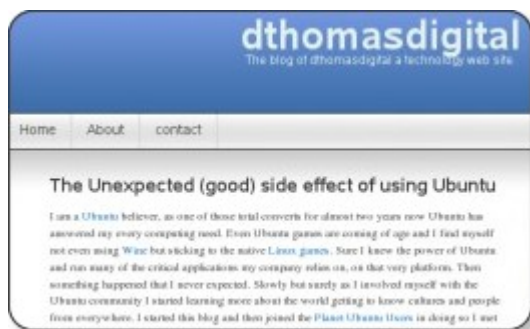 dthomasdigital
The blog of dthomasdigital a technology web site
Home About contact
The Unexpected (good) side effect of using Ubuntu
I am a Ubuntu believer, as one of those total converts for almost two years now Ubuntu has
answered my every computing need. Even Ubuntu games are coming of age and I find myself
not even using Wine but sticking to the native Linux games. Sure I knew the power of Ubuntu
and run many of the critical applications my company relies on, on that very platform. Then
something happened that I never expected. Slowly but surely as I involved myself with the
Ubuntu community I started learning more about the world getting to know cultures and people
from everywhere. I started this blog and then joined the Planet Ubuntu Users in doing so I met